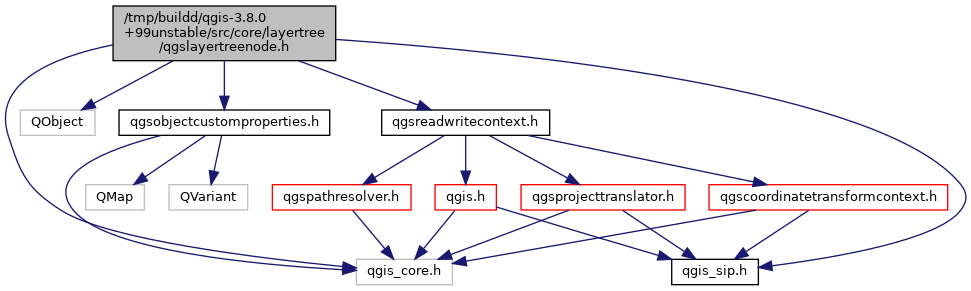 /tmp/buildd/qgis-3.8.0
+99unstable/src/core/layertree
/qgslayertreenode.h
QObject
qgsobjectcustomproperties.h
qgsreadwritecontext.h
QMap
QVariant
qgspathresolver.h
qgis.h
qgsprojecttranslator.h
qgscoordinatetransformcontext.h
qgis_core.h
qgis_sip.h